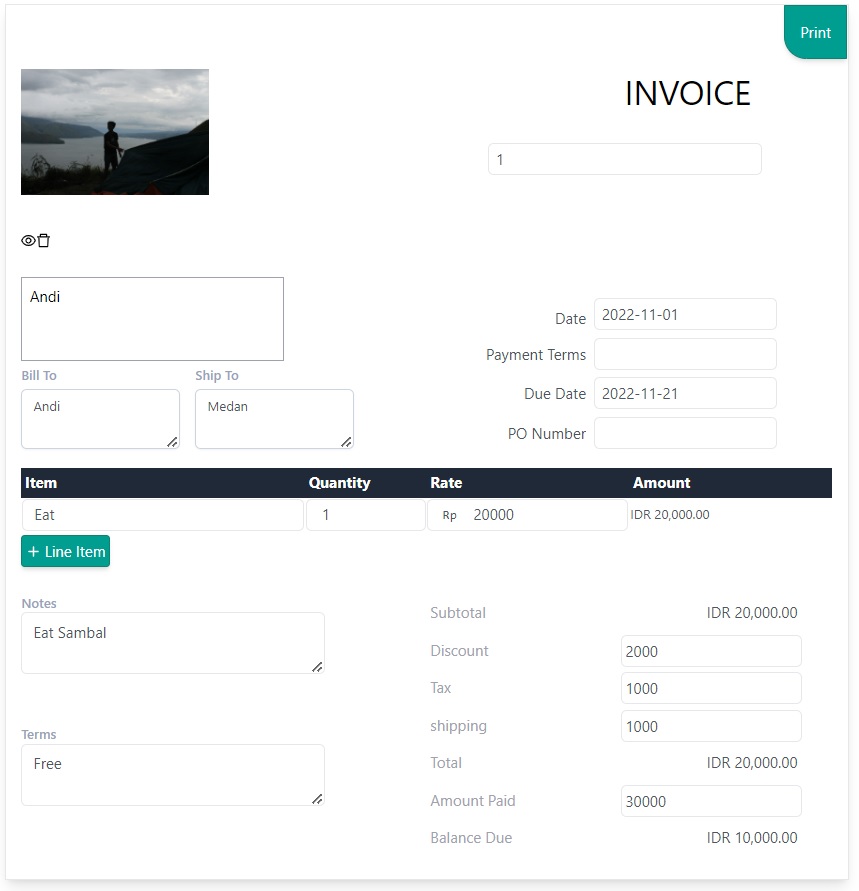 Print
INVOICE
1
Andi
Date 2022-11-01
Payment Terms
Due Date 2022-11-21
PO Number
Bill To Ship To
Andi Medan
Item Quantity Rate Amount
Eat 1 Rp 20000 IDR 20,000.00
+ Line Item
Notes
Eat Sambal
Terms
Free
Subtotal IDR 20,000.00
Discount 2000
Tax 1000
shipping 1000
Total IDR 20,000.00
Amount Paid 30000
Balance Due IDR 10,000.00